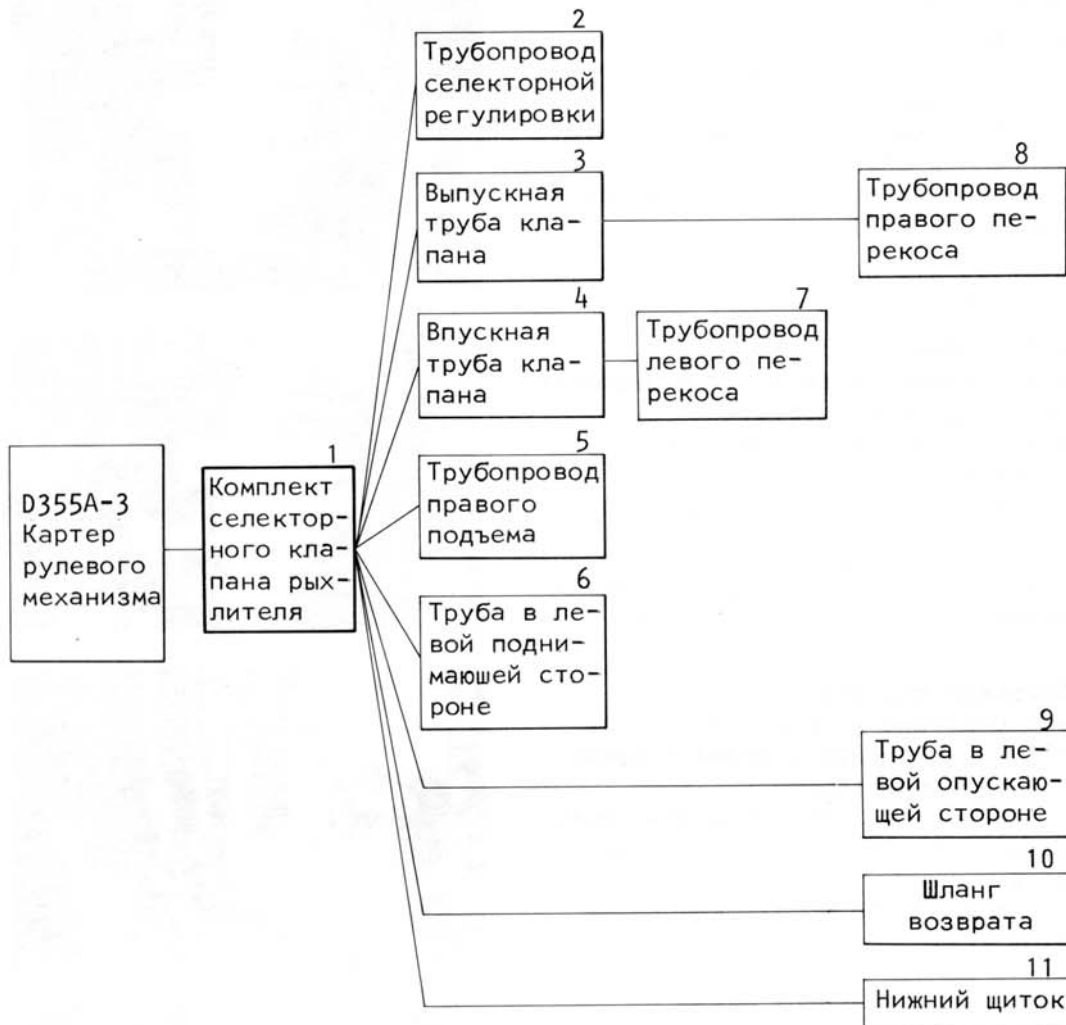 2
Трубопровод
селекторной
регулировки
3
Выпускная
труба кла-
пана
8
Трубопровод
правого пе-
рекоса
4
Впускная
труба кла-
пана
7
Трубопровод
левого пе-
рекоса
D355A-3
Картер
рулевого
механизма
1
Комплект
селектор-
ного кла-
пана рых-
лителя
5
Трубопровод
правого
подъема
6
Труба в ле-
вой подни-
маюшей сто-
роне
9
Труба в ле-
вой опускаю-
щей стороне
10
Шланг
возврата
11
Нижний щиток